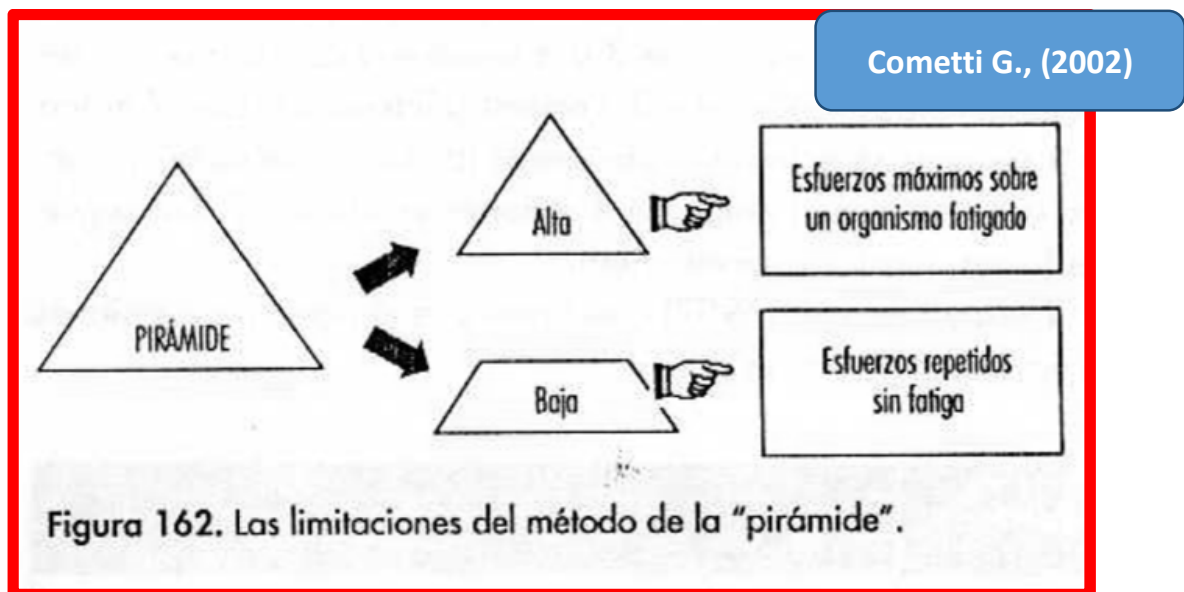 Cometti G., (2002)
PIRÁMIDE
Alta
Esfuerzos máximos sobre
un organismo fatigado
Baja
Esfuerzos repetidos
sin fatiga
Figura 162. Las limitaciones del método de la "pirámide".